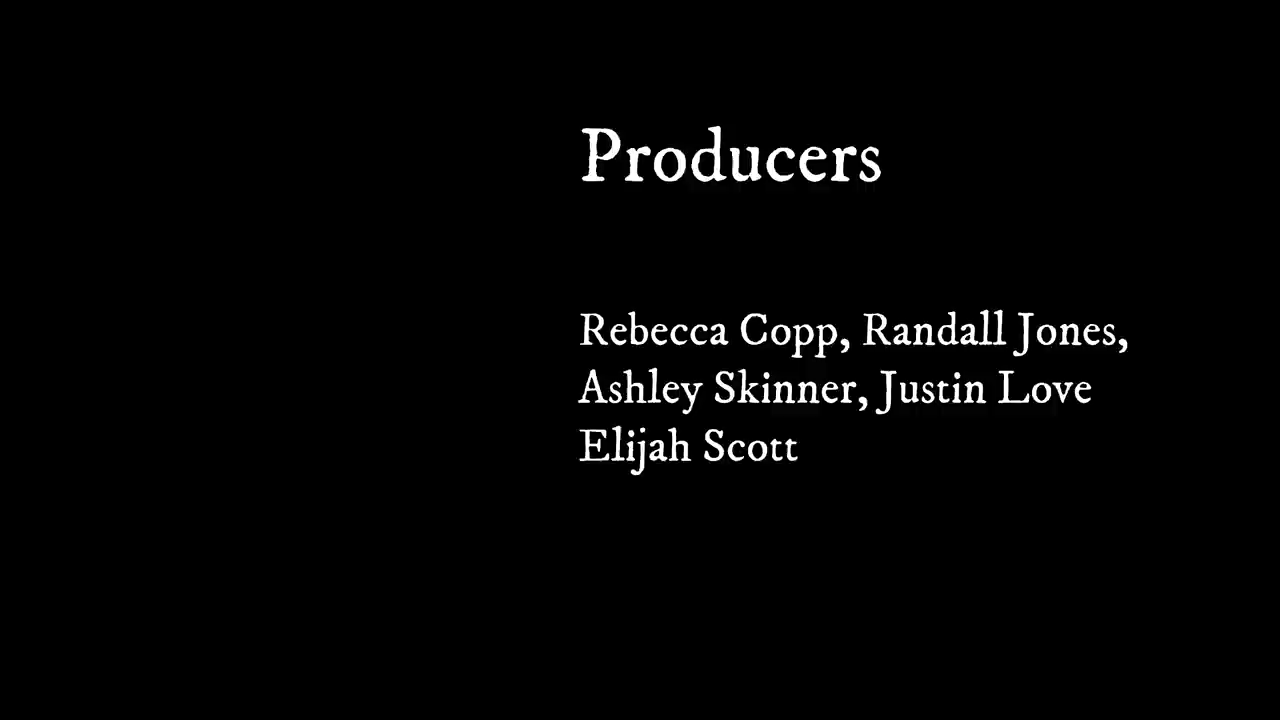 Producers
Rebecca Copp, Randall Jones,
Ashley Skinner, Justin Love
Elijah Scott